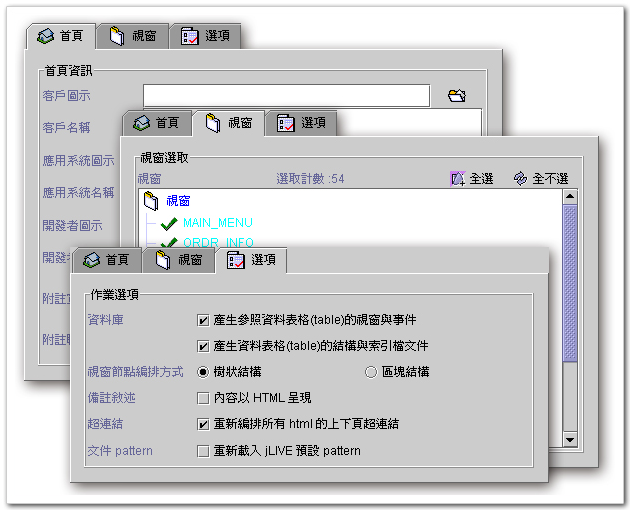 首頁 視窗 選項
首頁資訊
客戶圖示
客戶名稱
應用系統圖示
應用系統名稱
開發者圖示
開發者
附註
附註
首頁 視窗 選項
視窗選取
視窗 選取計數 :54 全選 全不選
視窗
MAIN_MENU
ORDR_INFO
首頁 視窗 選項
作業選項
資料庫 產生參照資料表格(table)的視窗與事件
產生資料表格(table)的結構與索引檔文件
視窗節點編排方式 樹狀結構 區塊結構
備註敘述 內容以 HTML 呈現
超連結 重新編排所有 html 的上下頁超連結
文件 pattern 重新載入 jLIVE 預設 pattern